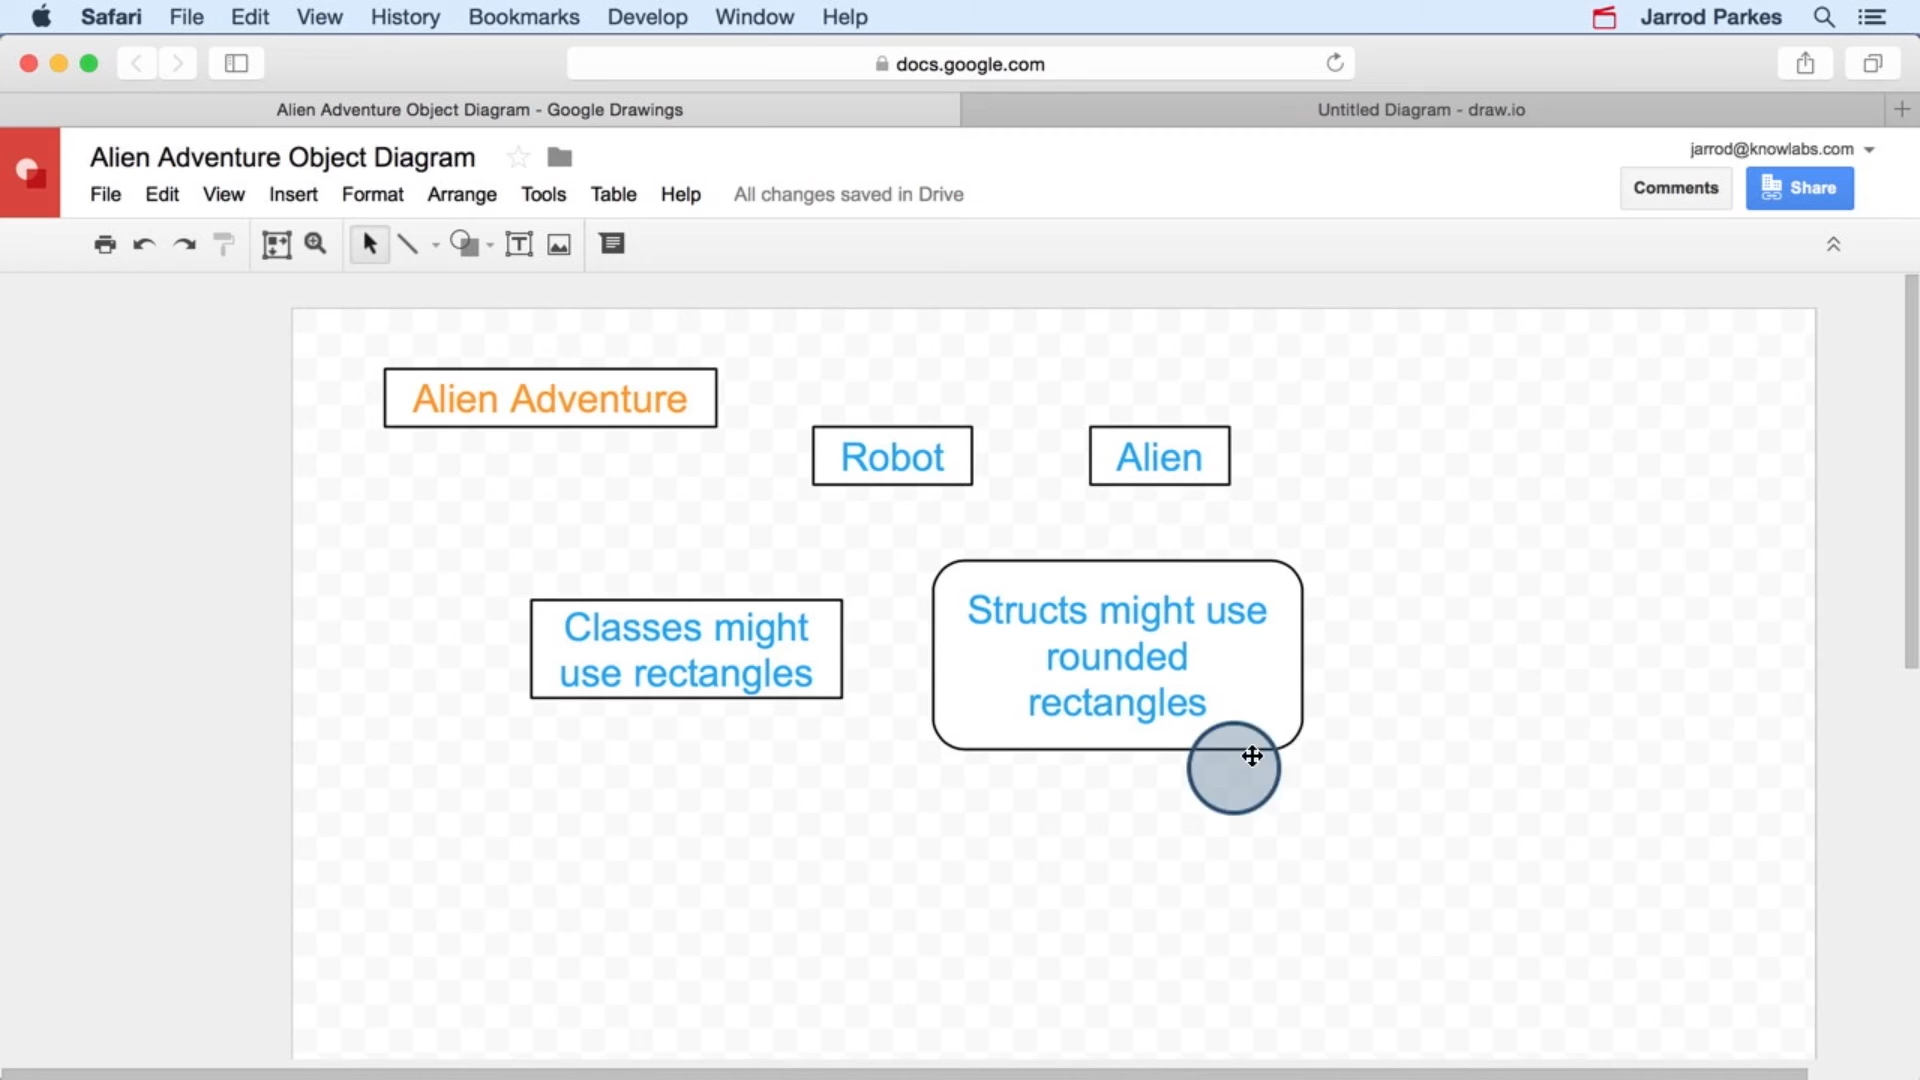 Safari File Edit View History Bookmarks Develop Window Help Jarrod Parkes
docs.google.com
Alien Adventure Object Diagram - Google Drawings
Untitled Diagram - draw.io
Alien Adventure Object Diagram
jarrod@knowlabs.com
File Edit View Insert Format Arrange Tools Table Help All changes saved in Drive
Comments
Share
Alien Adventure
Robot
Alien
Classes might
use rectangles
Structs might use
rounded
rectangles